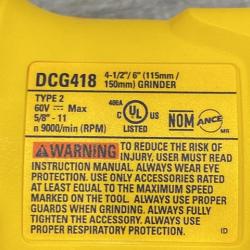 DCG418 4-1/2"/ 6" (115mm /
150mm) GRINDER
TYPE 2
60V Max
5/8" - 11
n 9000/min (RPM)
C UL US
LISTED
NOM ANCE
WARNING TO REDUCE THE RISK OF
INJURY, USER MUST READ
INSTRUCTION MANUAL. ALWAYS WEAR EYE
PROTECTION. USE ONLY ACCESSORIES RATED
AT LEAST EQUAL TO THE MAXIMUM SPEED
MARKED ON THE TOOL. ALWAYS USE PROPER
GUARDS WHEN GRINDING. ALWAYS FULLY
TIGHTEN THE ACCESSORY. ALWAYS USE
PROPER RESPIRATORY PROTECTION.